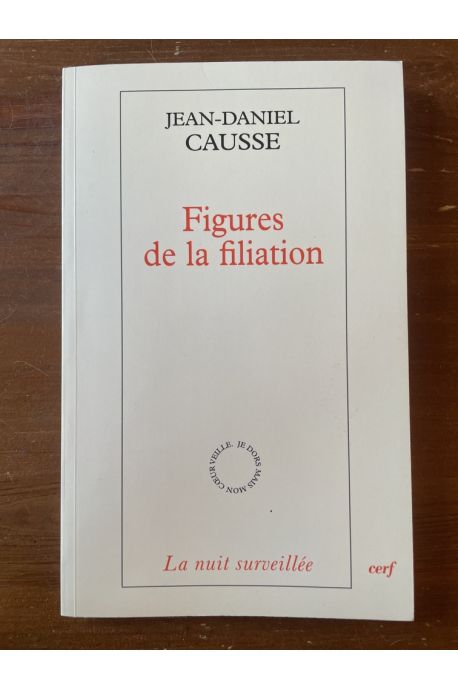 JEAN-DANIEL
CAUSSE
Figures
de la filiation
JE DORS MAIS MON CŒUR VEILLE.
La nuit surveillée
cerf